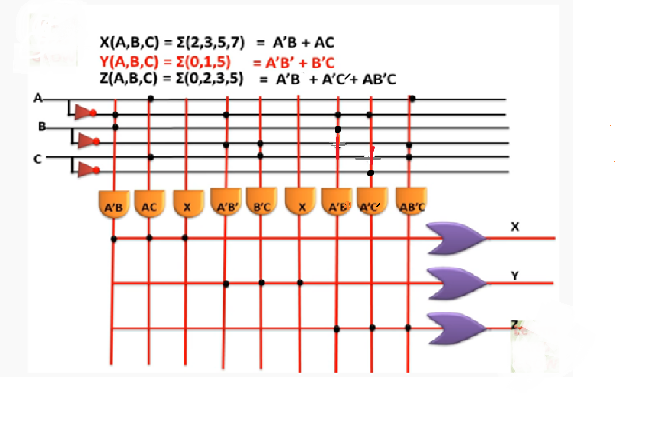 X(A,B,C) = Σ(2,3,5,7) = A'B + AC
Y(A,B,C) = Σ(0,1,5) = A'B' + B'C
Z(A,B,C) = Σ(0,2,3,5) = A'B + A'C' + AB'C
A
B
C
A'B AC X A'B' B'C X A'B A'C' AB'C
X
Y
Z